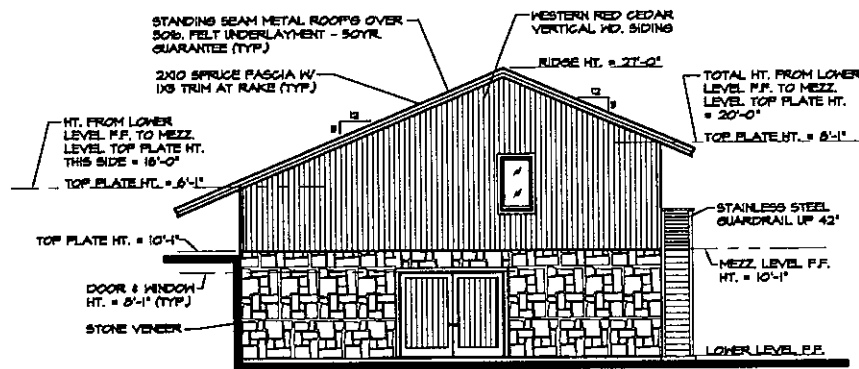 STANDING SEAM METAL ROOF'G OVER
30lb. FELT UNDERLAYMENT - 50YR.
GUARANTEE (TYP.)
WESTERN RED CEDAR
VERTICAL WD. SIDING
RIDGE HT. = 27'-0"
2X10 SPRUCE FASCIA W/
1X3 TRIM AT RAKE (TYP.)
TOTAL HT. FROM LOWER
LEVEL F.F. TO MEZZ.
LEVEL TOP PLATE HT.
= 20'-0"
12
12
HT. FROM LOWER
LEVEL F.F. TO MEZZ.
LEVEL TOP PLATE HT.
THIS SIDE = 16'-0"
TOP PLATE HT. = 8'-1"
TOP PLATE HT. = 6'-1"
STAINLESS STEEL
GUARDRAIL UP 42"
TOP PLATE HT. = 10'-1"
MEZZ. LEVEL F.F.
HT. = 10'-1"
DOOR & WINDOW
HT. = 8'-1" (TYP.)
STONE VENEER
LOWER LEVEL F.F.